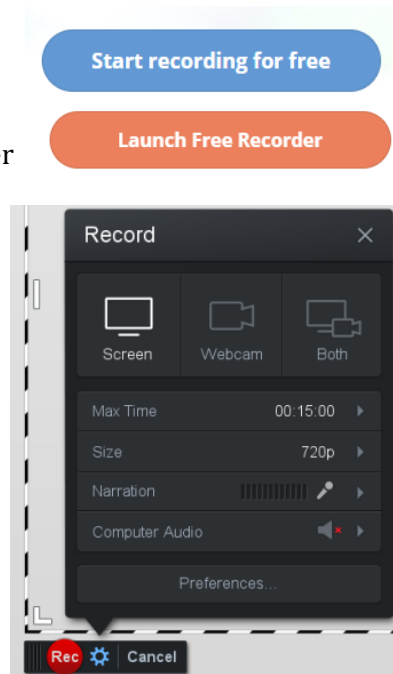 Start recording for free
Launch Free Recorder
Record
Screen Webcam Both
Max Time 00:15:00
Size 720p
Narration
Computer Audio
Preferences...
Rec Cancel